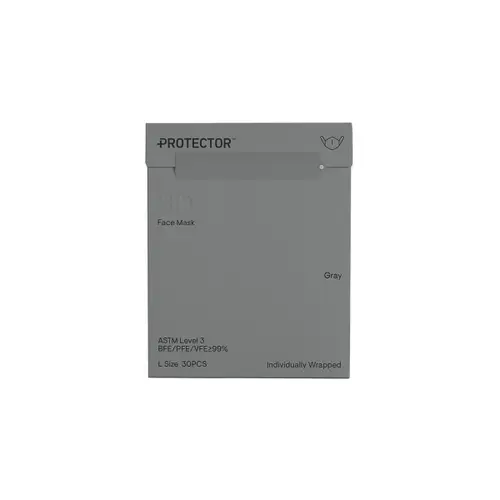 PROTECTOR™
Face Mask
Gray
ASTM Level 3
BFE/PFE/VFE≥99%
L Size 30PCS
Individually Wrapped